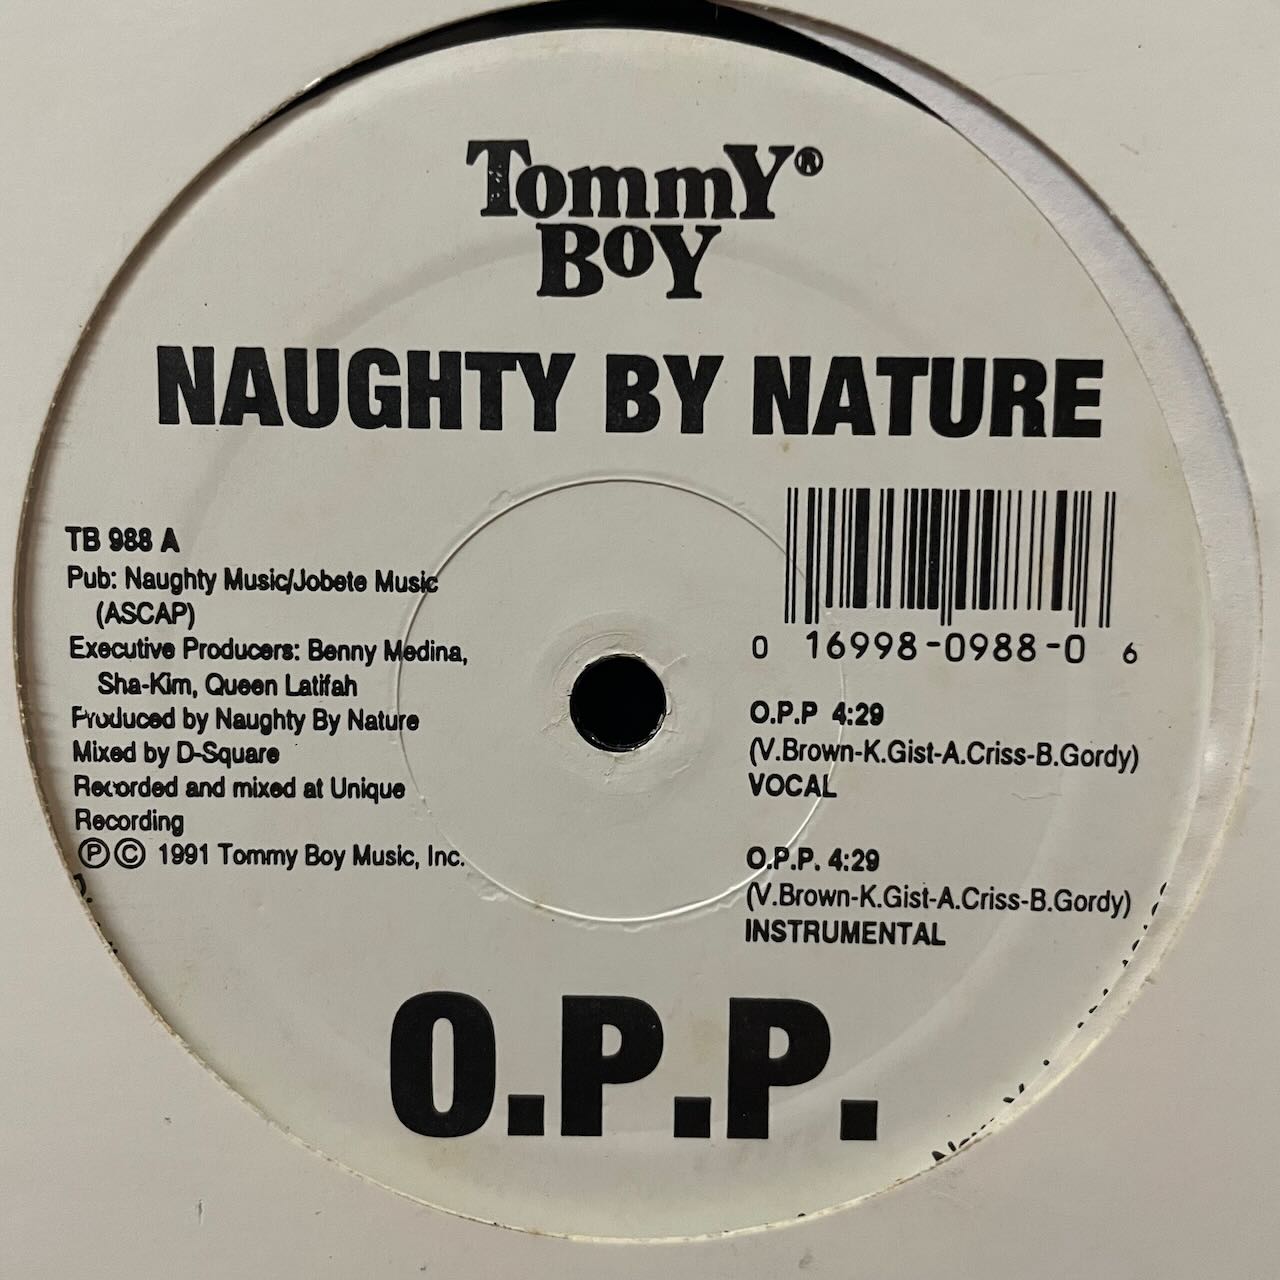 Tommy®
Boy
NAUGHTY BY NATURE
TB 988 A
Pub: Naughty Music/Jobete Music
(ASCAP)
Executive Producers: Benny Medina,
Sha-Kim, Queen Latifah
Produced by Naughty By Nature
Mixed by D-Square
Recorded and mixed at Unique
Recording
Ⓟ© 1991 Tommy Boy Music, Inc.
0 16998-0988-0 6
O.P.P 4:29
(V.Brown-K.Gist-A.Criss-B.Gordy)
VOCAL
O.P.P. 4:29
(V.Brown-K.Gist-A.Criss-B.Gordy)
INSTRUMENTAL
O.P.P.